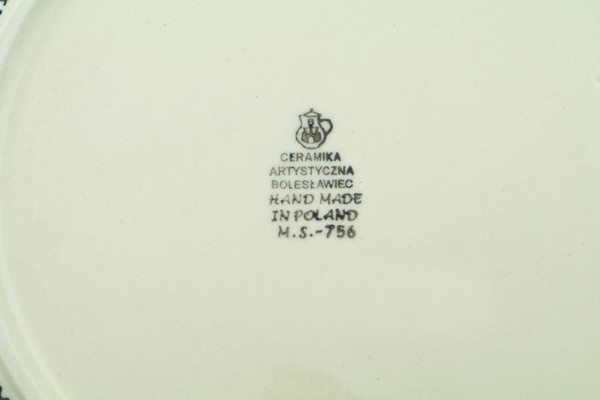 CERAMIKA
ARTYSTYCZNA
BOLESŁAWIEC
HAND MADE
IN POLAND
M.S.-756